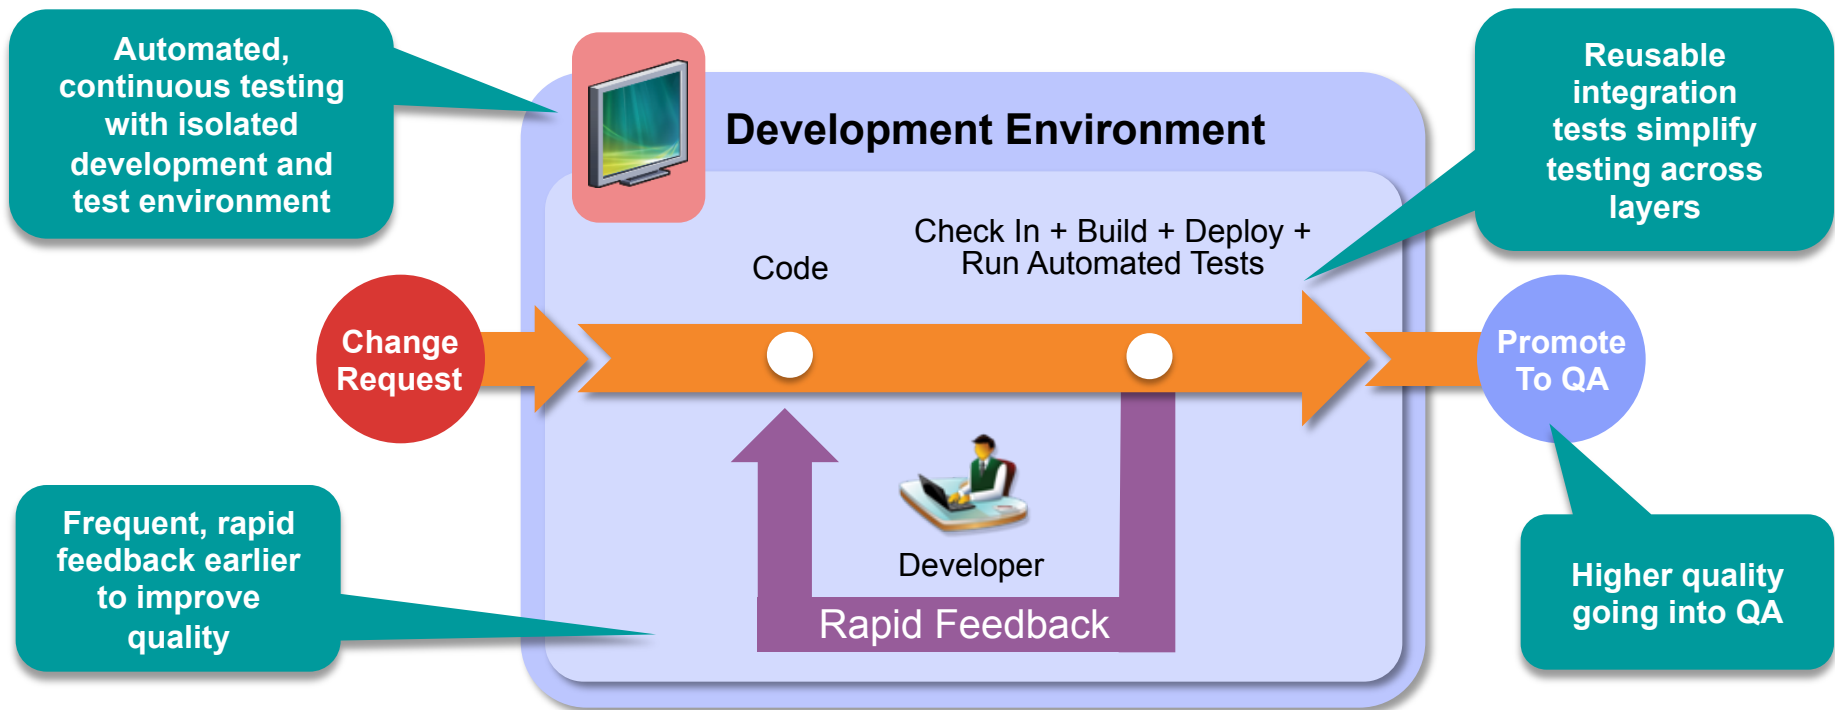 Automated,
continuous testing
with isolated
development and
test environment
Development Environment
Reusable
integration
tests simplify
testing across
layers
Code
Check In + Build + Deploy +
Run Automated Tests
Change
Request
Promote
To QA
Frequent, rapid
feedback earlier
to improve
quality
Developer
Rapid Feedback
Higher quality
going into QA